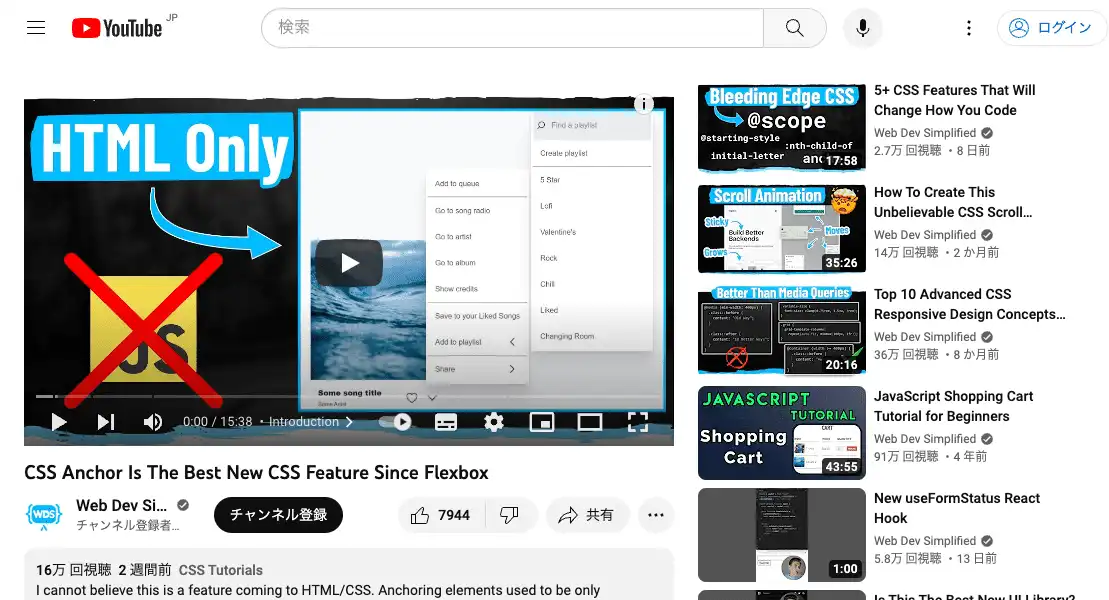 YouTube JP
検索
ログイン
HTML Only
JS
Find a playlist
Create playlist
5 Star
Lofi
Valentine's
Rock
Chill
Liked
Changing Room
Add to queue
Go to song radio
Go to artist
Go to album
Show credits
Save to your Liked Songs
Add to playlist
Share
Some song title
0:00 / 15:38 ・Introduction
CSS Anchor Is The Best New CSS Feature Since Flexbox
WDS
Web Dev Si...
チャンネル登録者...
チャンネル登録
7944
共有
16万 回視聴 2 週間前 CSS Tutorials
I cannot believe this is a feature coming to HTML/CSS. Anchoring elements used to be only
Bleeding Edge CSS
@scope
@starting-style
:nth-child-of
initial-letter
17:58
5+ CSS Features That Will
Change How You Code
Web Dev Simplified
2.7万 回視聴 ・8 日前
Scroll Animation
Sticky
Build Better
Backends
Moves
Grows
35:26
How To Create This
Unbelievable CSS Scroll…
Web Dev Simplified
14万 回視聴 ・2 か月前
Better Than Media Queries
20:16
Top 10 Advanced CSS
Responsive Design Concepts…
Web Dev Simplified
36万 回視聴 ・8 か月前
JAVASCRIPT
TUTORIAL
Shopping
Cart
CART
43:55
JavaScript Shopping Cart
Tutorial for Beginners
Web Dev Simplified
91万 回視聴 ・4 年前
1:00
New useFormStatus React
Hook
Web Dev Simplified
5.8万 回視聴 ・13 日前
Is This The Best New UI Library?